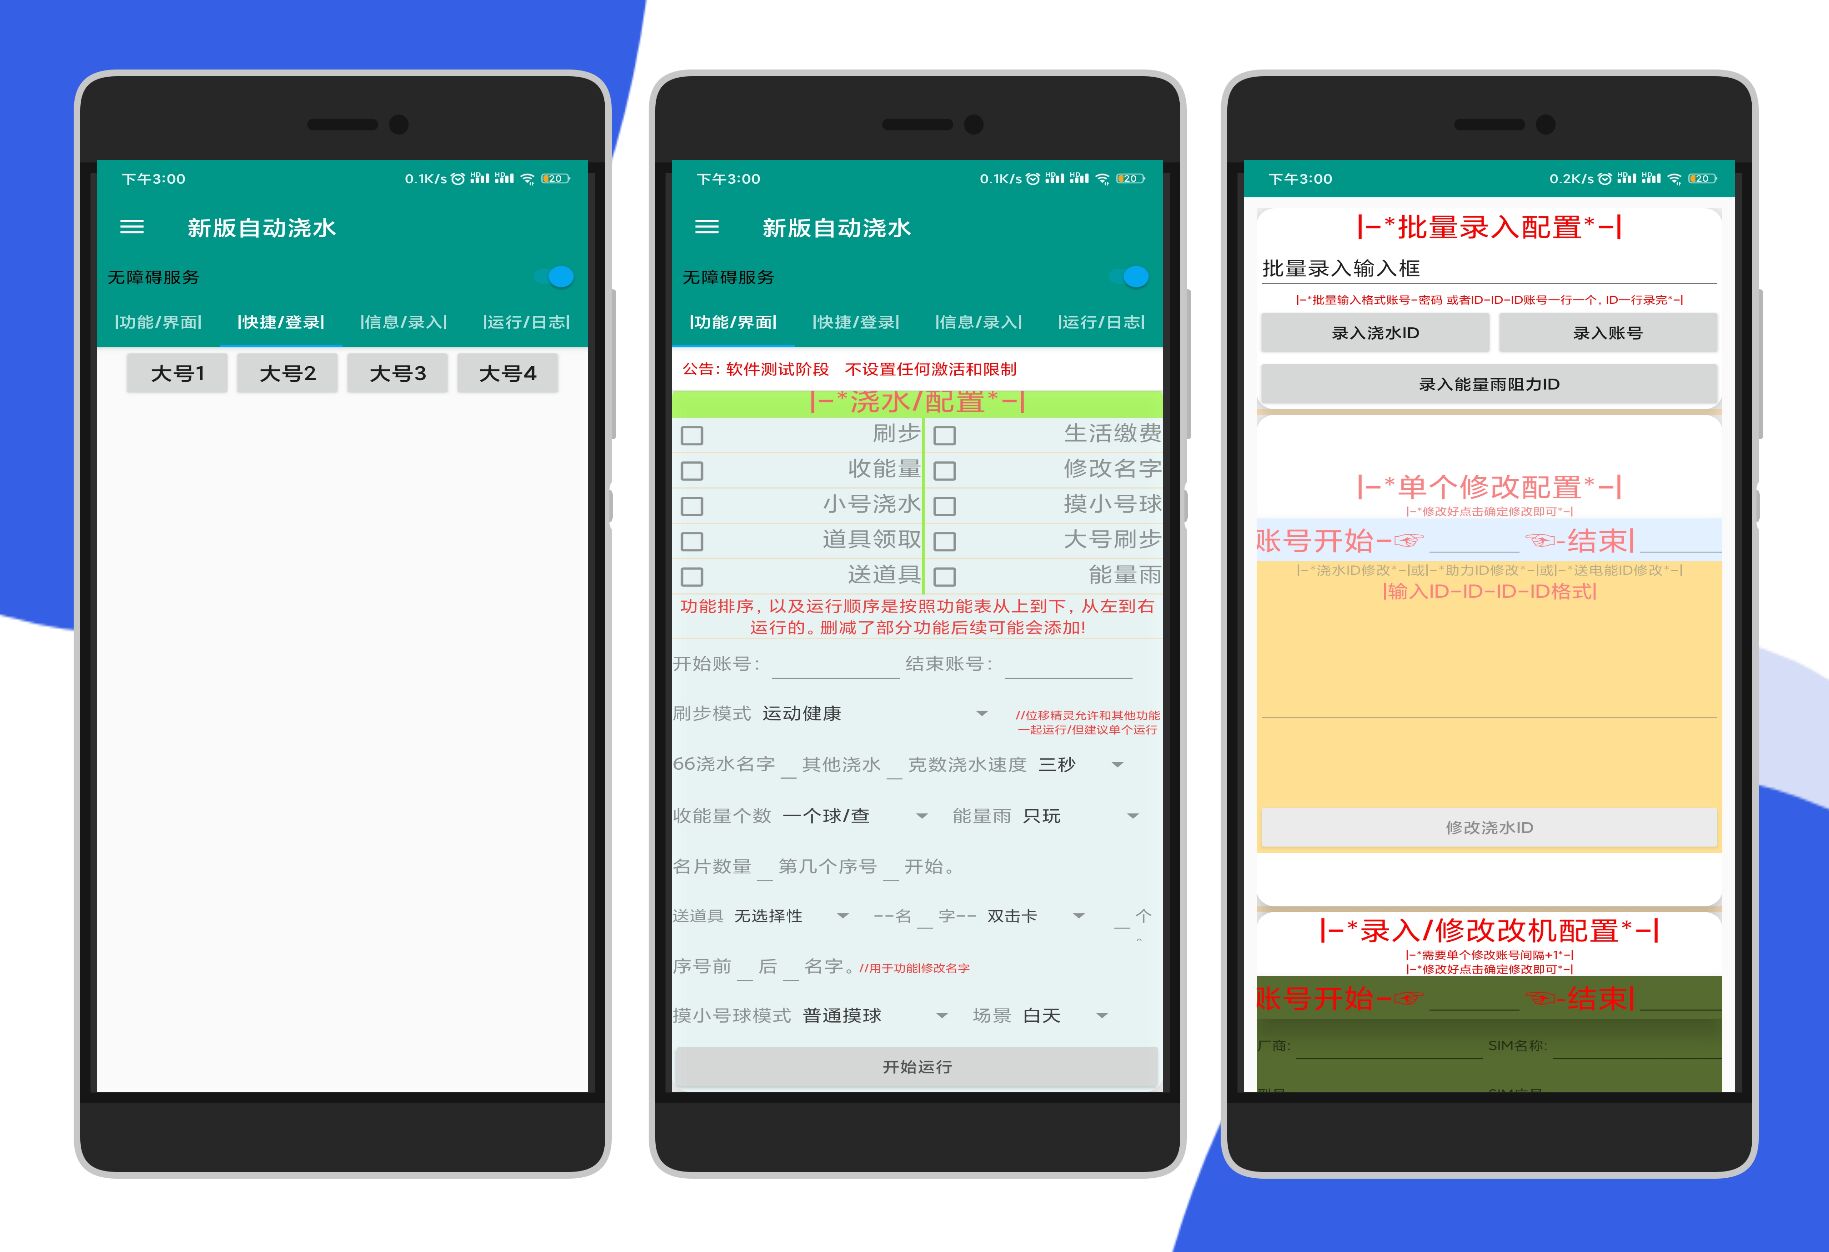 下午3:00
0.1K/s HD HD 20
新版自动浇水
无障碍服务
|功能/界面| |快捷/登录| |信息/录入| |运行/日志|
大号1 大号2 大号3 大号4
下午3:00
0.1K/s HD HD 20
新版自动浇水
无障碍服务
|功能/界面| |快捷/登录| |信息/录入| |运行/日志|
公告: 软件测试阶段 不设置任何激活和限制
|-*浇水/配置*-|
刷步 生活缴费
收能量 修改名字
小号浇水 摸小号球
道具领取 大号刷步
送道具 能量雨
功能排序, 以及运行顺序是按照功能表从上到下, 从左到右
运行的。删减了部分功能后续可能会添加!
开始账号: 结束账号:
刷步模式 运动健康
//位移精灵允许和其他功能
一起运行/但建议单个运行
66浇水名字 其他浇水 克数浇水速度 三秒
收能量个数 一个球/查 能量雨 只玩
名片数量 第几个序号 开始。
送道具 无选择性 --名 字-- 双击卡 个
。
序号前 后 名字。//用于功能|修改名字
摸小号球模式 普通摸球 场景 白天
开始运行
下午3:00
0.2K/s HD HD 20
|-*批量录入配置*-|
批量录入输入框
|-*批量输入格式账号-密码 或者ID-ID-ID账号一行一个, ID一行录完*-|
录入浇水ID 录入账号
录入能量雨阻力ID
|-*单个修改配置*-|
|-*修改好点击确定修改即可*-|
账号开始-☞ ☜-结束|
|-*浇水ID修改*-|或|-*助力ID修改*-|或|-*送电能ID修改*-|
|输入ID-ID-ID-ID格式|
修改浇水ID
|-*录入/修改改机配置*-|
|-*需要单个修改账号间隔+1*-|
|-*修改好点击确定修改即可*-|
账号开始-☞ ☜-结束|
厂商: SIM名称: